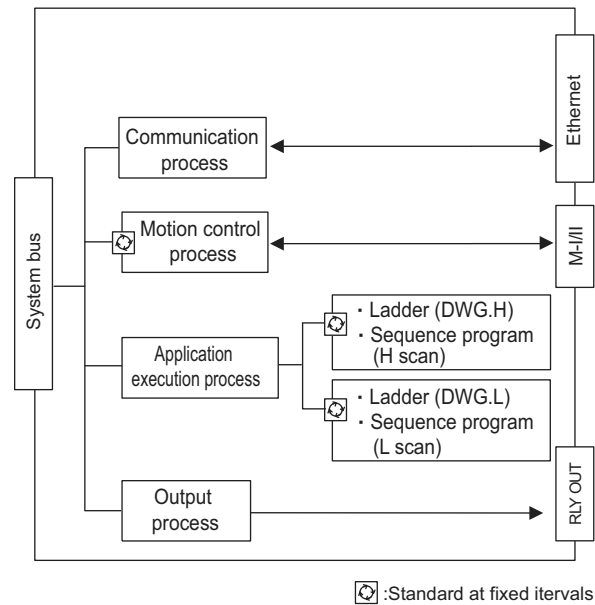 System bus
Communication
process
Ethernet
Motion control
process
M-I/II
Application
execution process
・Ladder (DWG.H)
・Sequence program
(H scan)
・Ladder (DWG.L)
・Sequence program
(L scan)
Output
process
RLY OUT
:Standard at fixed itervals